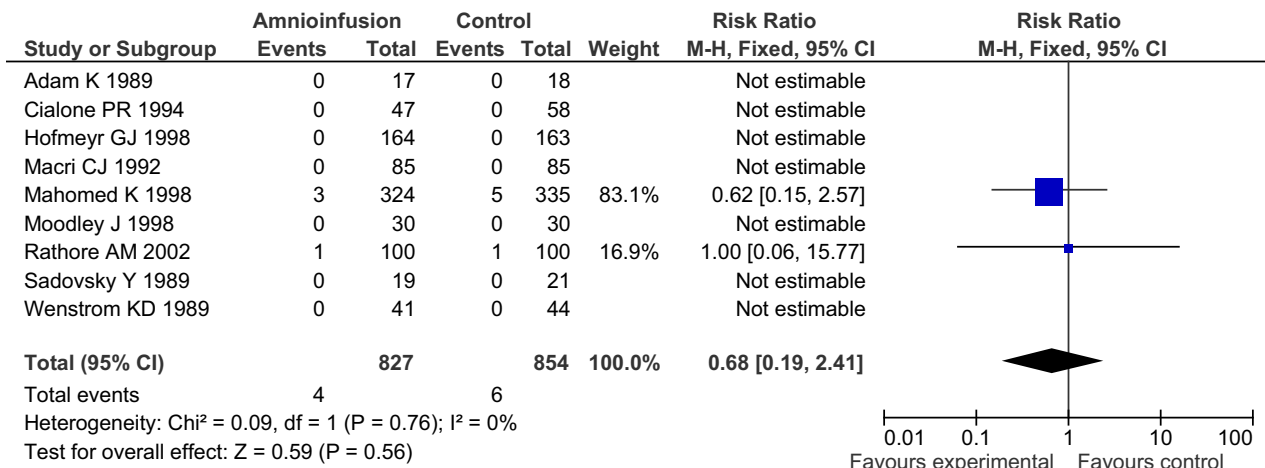 Amnioinfusion Control Risk Ratio Risk Ratio
Study or Subgroup Events Total Events Total Weight M-H, Fixed, 95% CI M-H, Fixed, 95% CI
Adam K 1989 0 17 0 18 Not estimable
Cialone PR 1994 0 47 0 58 Not estimable
Hofmeyr GJ 1998 0 164 0 163 Not estimable
Macri CJ 1992 0 85 0 85 Not estimable
Mahomed K 1998 3 324 5 335 83.1% 0.62 [0.15, 2.57]
Moodley J 1998 0 30 0 30 Not estimable
Rathore AM 2002 1 100 1 100 16.9% 1.00 [0.06, 15.77]
Sadovsky Y 1989 0 19 0 21 Not estimable
Wenstrom KD 1989 0 41 0 44 Not estimable
Total (95% CI) 827 854 100.0% 0.68 [0.19, 2.41]
Total events 4 6
Heterogeneity: Chi² = 0.09, df = 1 (P = 0.76); I² = 0%
Test for overall effect: Z = 0.59 (P = 0.56)
0.01 0.1 1 10 100
Favours experimental Favours control